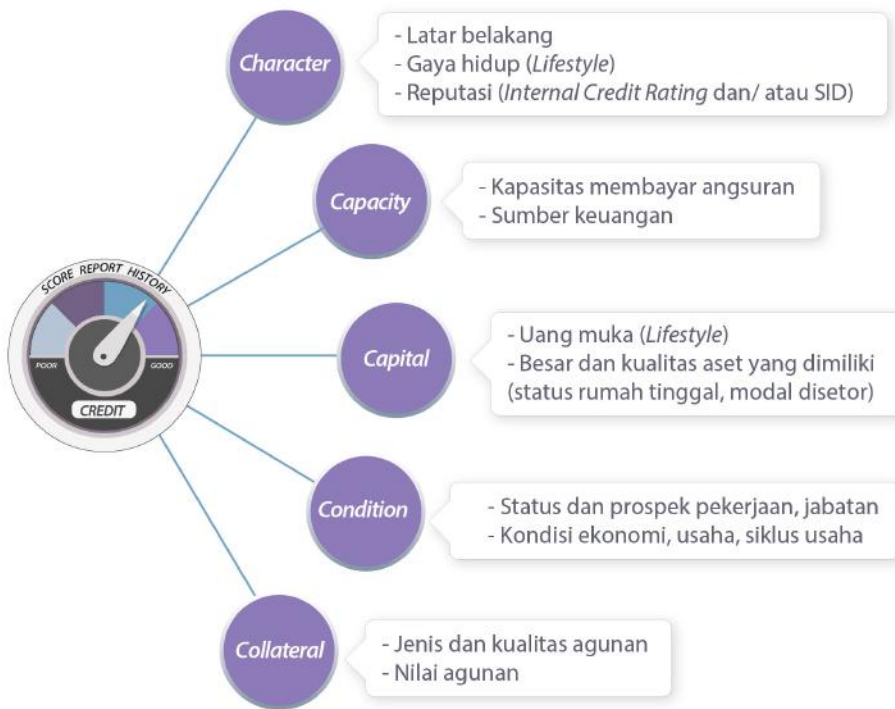 Character
- Latar belakang
- Gaya hidup (Lifestyle)
- Reputasi (Internal Credit Rating dan/ atau SID)
Capacity
- Kapasitas membayar angsuran
- Sumber keuangan
SCORE REPORT HISTORY
POOR
GOOD
CREDIT
Capital
- Uang muka (Lifestyle)
- Besar dan kualitas aset yang dimiliki
(status rumah tinggal, modal disetor)
Condition
- Status dan prospek pekerjaan, jabatan
- Kondisi ekonomi, usaha, siklus usaha
Collateral
- Jenis dan kualitas agunan
- Nilai agunan